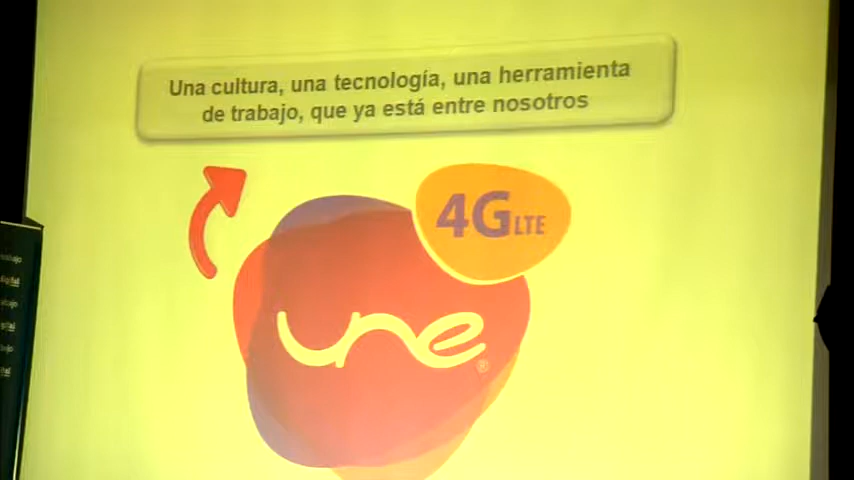 Una cultura, una tecnología, una herramienta
de trabajo, que ya está entre nosotros
4G LTE
une
®